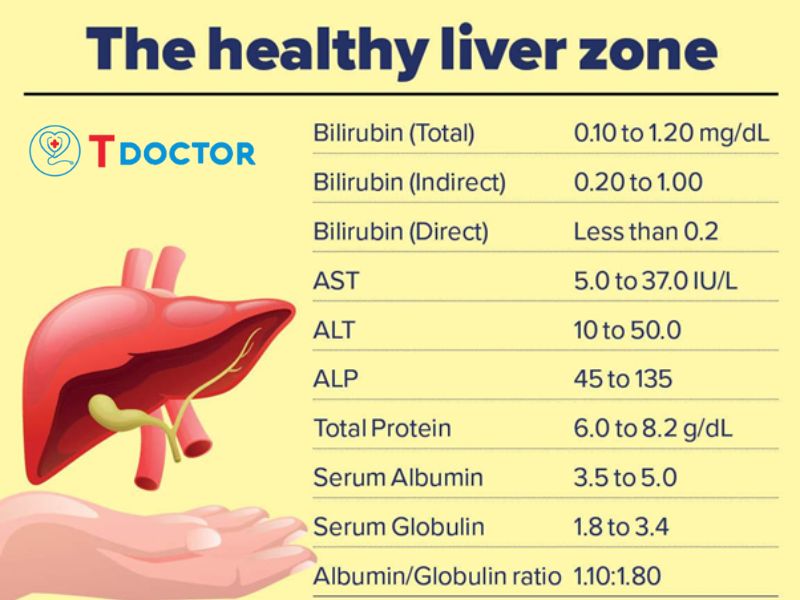 The healthy liver zone
T DOCTOR
Bilirubin (Total) 0.10 to 1.20 mg/dL
Bilirubin (Indirect) 0.20 to 1.00
Bilirubin (Direct) Less than 0.2
AST 5.0 to 37.0 IU/L
ALT 10 to 50.0
ALP 45 to 135
Total Protein 6.0 to 8.2 g/dL
Serum Albumin 3.5 to 5.0
Serum Globulin 1.8 to 3.4
Albumin/Globulin ratio 1.10:1.80